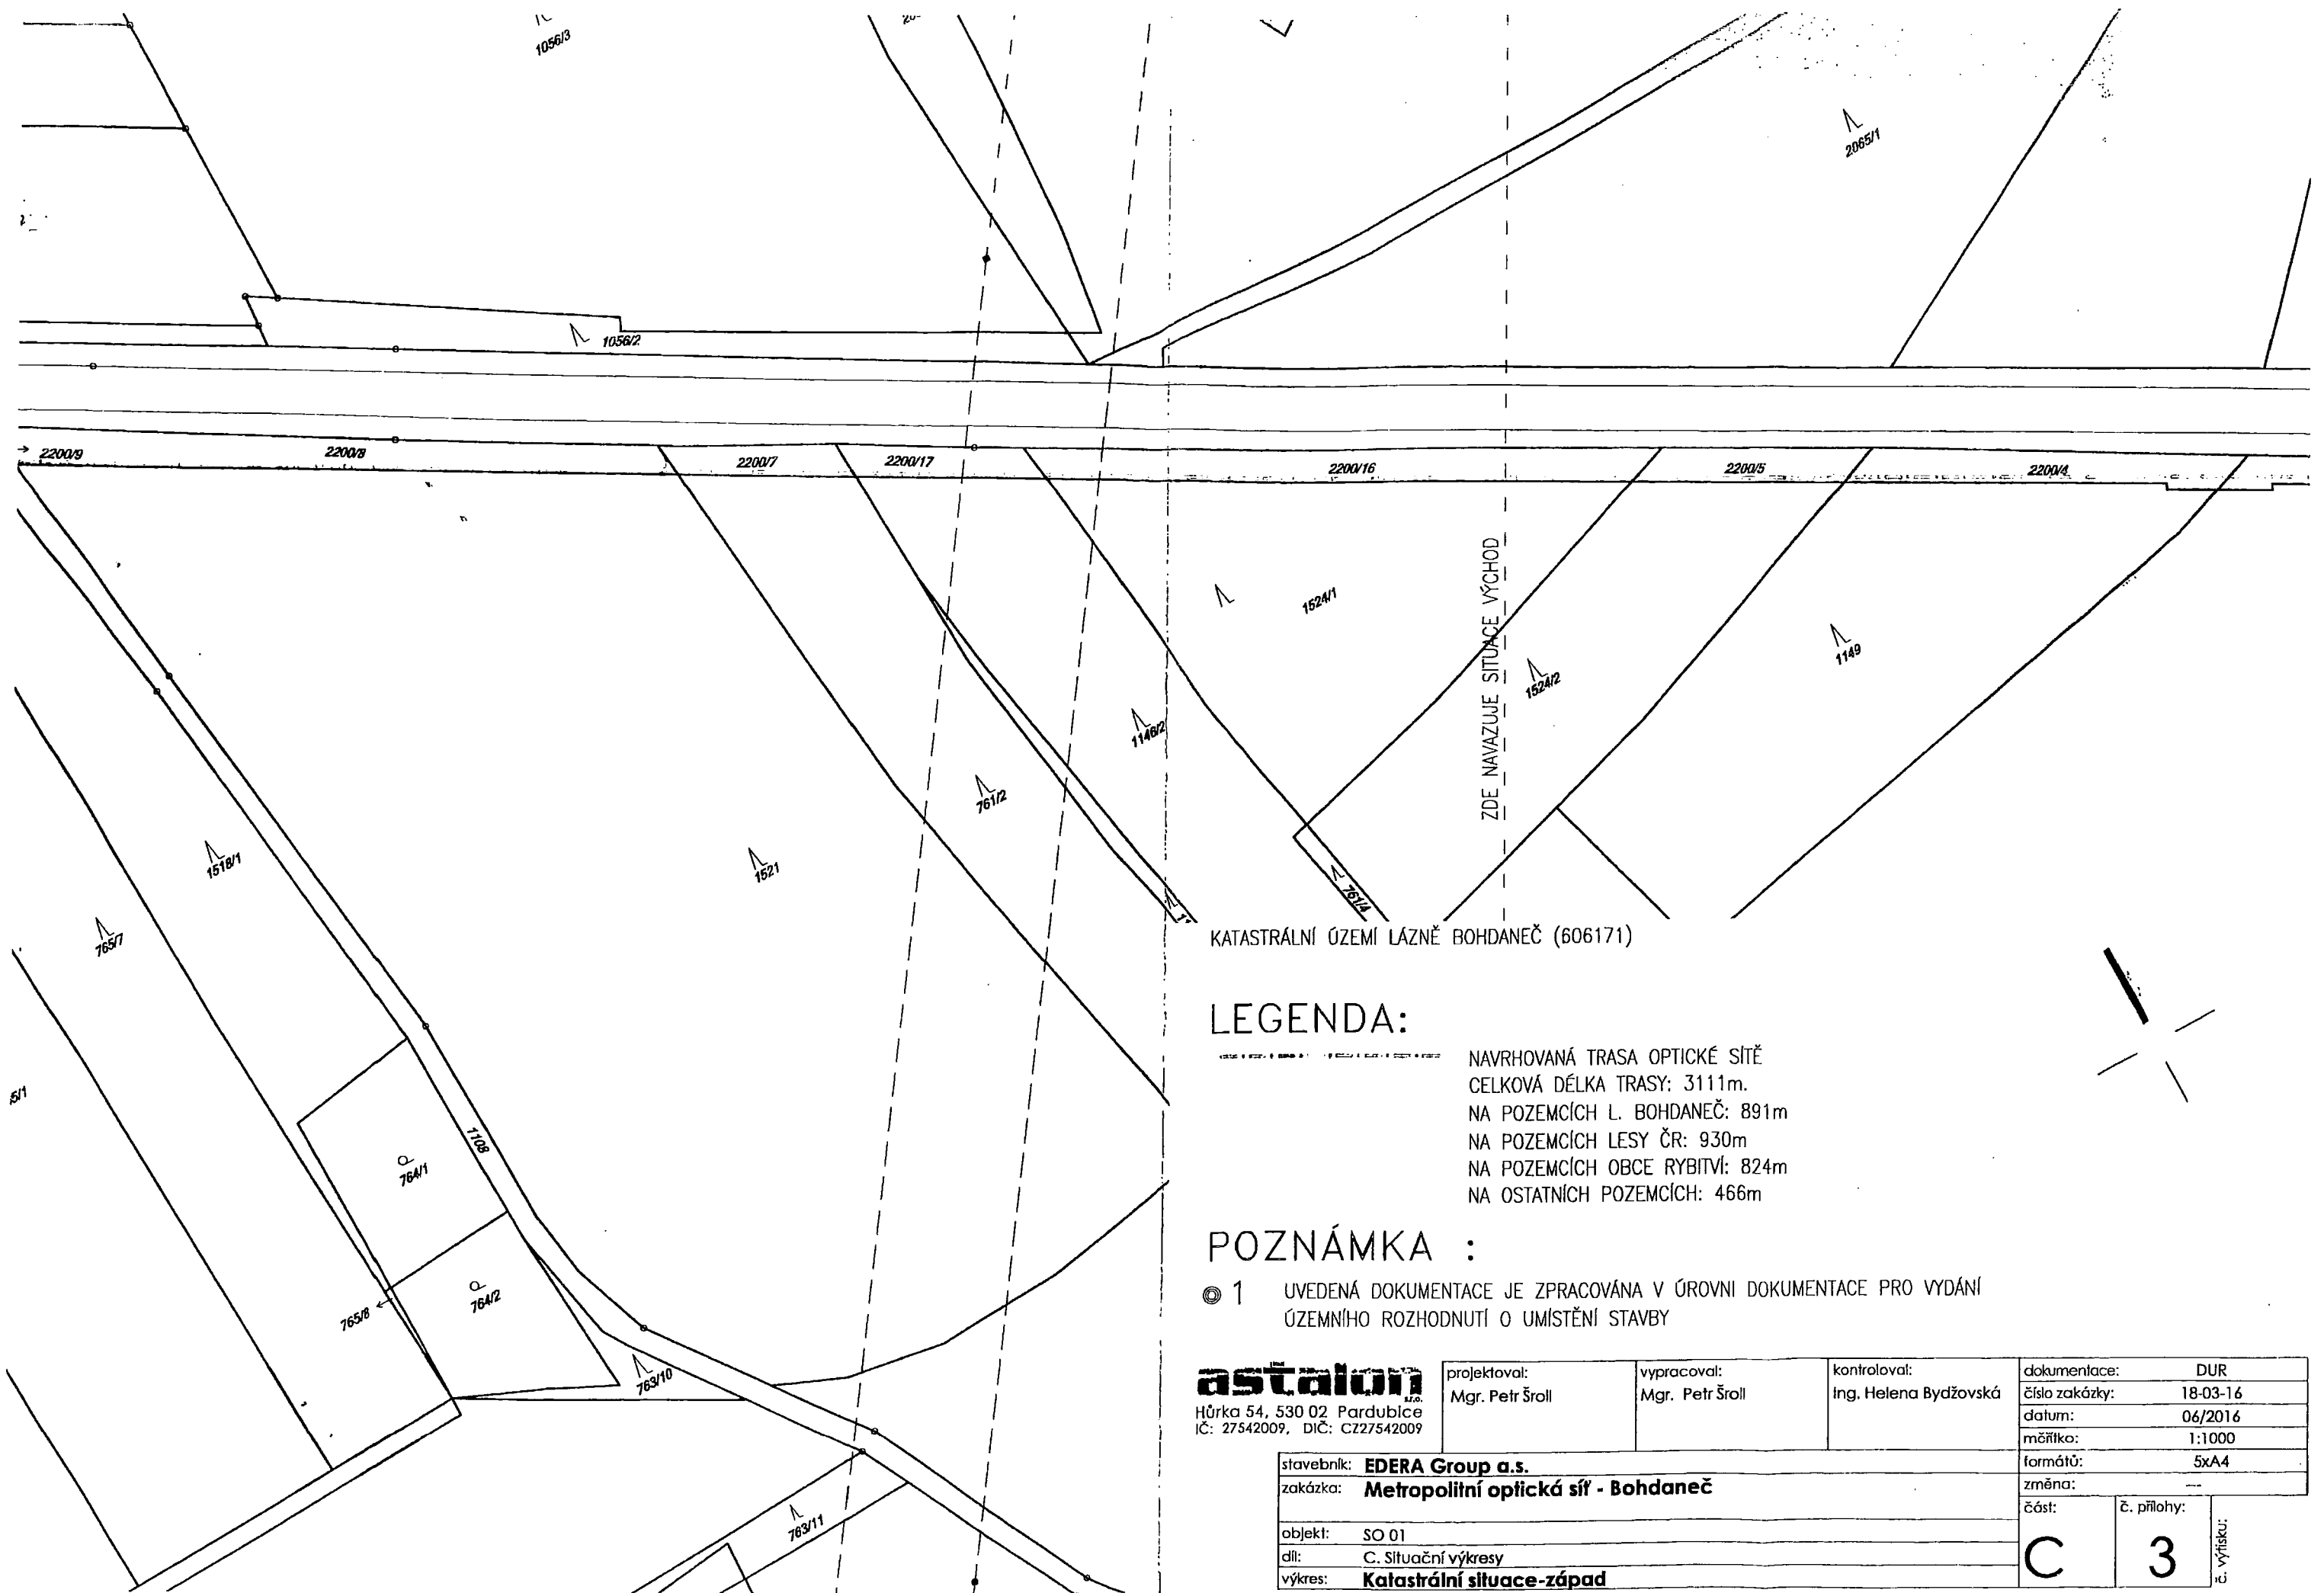 1056/3
2065/1
1056/2
2200/9
2200/8
2200/7
2200/17
2200/16
2200/5
2200/4
1524/1
1524/2
1149
1146/2
761/2
761/4
1521
1518/1
765/7
5/1
1108
764/1
764/2
765/8
763/10
763/11
ZDE NAVAZUJE SITUACE VÝCHOD
KATASTRÁLNÍ ÚZEMÍ LÁZNĚ BOHDANEČ (606171)
LEGENDA:
NAVRHOVANÁ TRASA OPTICKÉ SÍTĚ
CELKOVÁ DÉLKA TRASY: 3111m.
NA POZEMCÍCH L. BOHDANEČ: 891m
NA POZEMCÍCH LESY ČR: 930m
NA POZEMCÍCH OBCE RYBITVÍ: 824m
NA OSTATNÍCH POZEMCÍCH: 466m
POZNÁMKA :
1 UVEDENÁ DOKUMENTACE JE ZPRACOVÁNA V ÚROVNI DOKUMENTACE PRO VYDÁNÍ
ÚZEMNÍHO ROZHODNUTÍ O UMÍSTĚNÍ STAVBY
astalon s.r.o.
Hůrka 54, 530 02 Pardubice
IČ: 27542009, DIČ: CZ27542009
projektoval:
Mgr. Petr Šroll
vypracoval:
Mgr. Petr Šroll
kontroloval:
Ing. Helena Bydžovská
dokumentace: DUR
číslo zakázky: 18-03-16
datum: 06/2016
měřítko: 1:1000
formátů: 5xA4
změna: ---
část: C
č. přílohy: 3
č. výtisku:
stavebník: EDERA Group a.s.
zakázka: Metropolitní optická síť - Bohdaneč
objekt: SO 01
díl: C. Situační výkresy
výkres: Katastrální situace-západ